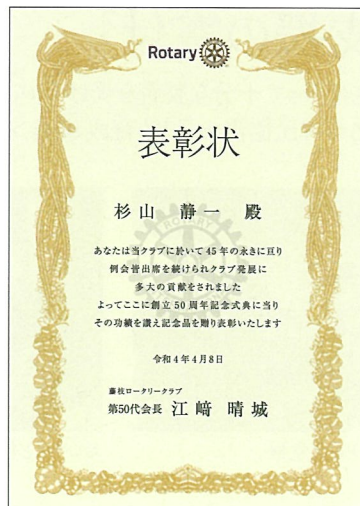 Rotary
表彰状
杉山 静一 殿
あなたは当クラブに於いて45年の永きに亘り
例会皆出席を続けられクラブ発展に
多大の貢献をされました
よってここに創立50周年記念式典に当り
その功績を讃え記念品を贈り表彰いたします
令和4年4月8日
藤枝ロータリークラブ
第50代会長 江﨑 晴城